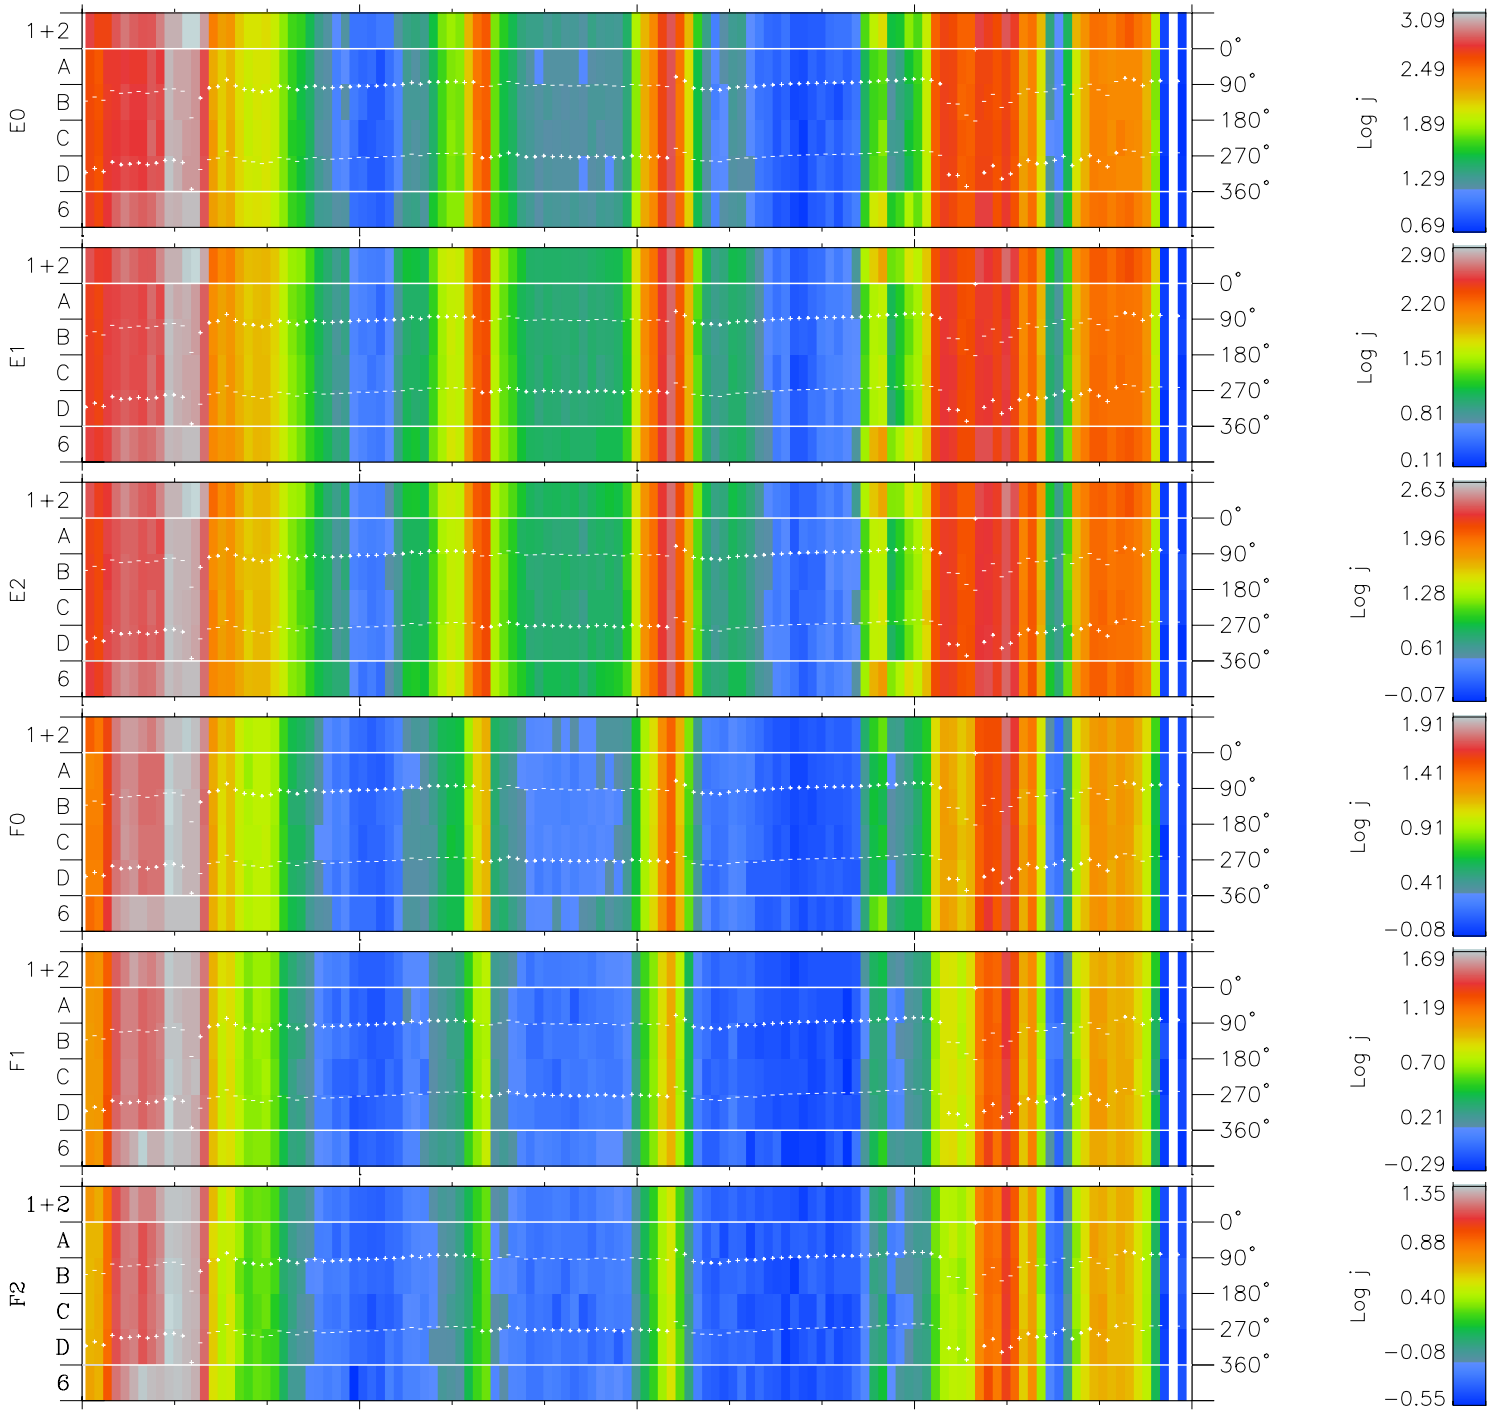 E0
1+2
A
B
C
D
6
0°
90°
180°
270°
360°
Log j
3.09
2.49
1.89
1.29
0.69
E1
1+2
A
B
C
D
6
0°
90°
180°
270°
360°
Log j
2.90
2.20
1.51
0.81
0.11
E2
1+2
A
B
C
D
6
0°
90°
180°
270°
360°
Log j
2.63
1.96
1.28
0.61
−0.07
F0
1+2
A
B
C
D
6
0°
90°
180°
270°
360°
Log j
1.91
1.41
0.91
0.41
−0.08
F1
1+2
A
B
C
D
6
0°
90°
180°
270°
360°
Log j
1.69
1.19
0.70
0.21
−0.29
F2
1+2
A
B
C
D
6
0°
90°
180°
270°
360°
Log j
1.35
0.88
0.40
−0.08
−0.55